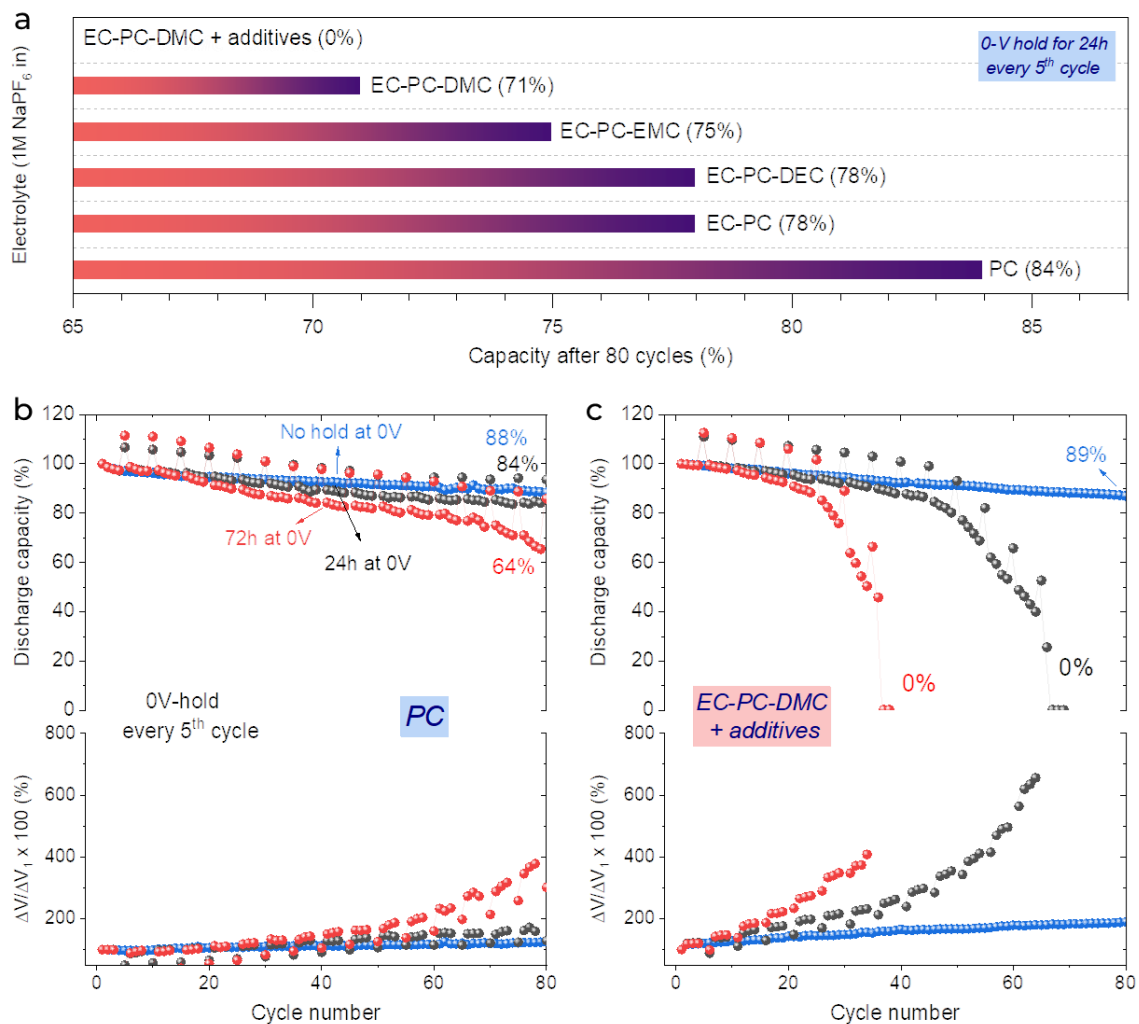 a
Electrolyte (1M NaPF6 in)
EC-PC-DMC + additives (0%)
0-V hold for 24h
every 5th cycle
EC-PC-DMC (71%)
EC-PC-EMC (75%)
EC-PC-DEC (78%)
EC-PC (78%)
PC (84%)
65 70 75 80 85
Capacity after 80 cycles (%)
b
Discharge capacity (%)
120
100
80
60
40
20
0
No hold at 0V
88%
84%
72h at 0V
24h at 0V
64%
0V-hold
every 5th cycle
PC
ΔV/ΔV1 x 100 (%)
800
600
400
200
0 20 40 60 80
Cycle number
c
Discharge capacity (%)
120
100
80
60
40
20
0
89%
0%
0%
EC-PC-DMC
+ additives
ΔV/ΔV1 x 100 (%)
800
600
400
200
0 20 40 60 80
Cycle number